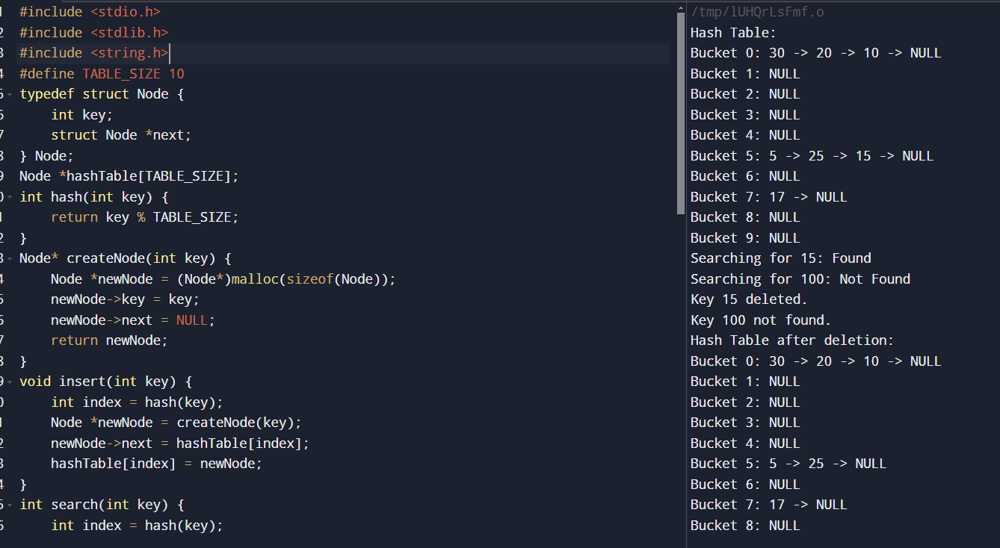 #include <stdio.h>
#include <stdlib.h>
#include <string.h>
#define TABLE_SIZE 10
typedef struct Node {
    int key;
    struct Node *next;
} Node;
Node *hashTable[TABLE_SIZE];
int hash(int key) {
    return key % TABLE_SIZE;
}
Node* createNode(int key) {
    Node *newNode = (Node*)malloc(sizeof(Node));
    newNode->key = key;
    newNode->next = NULL;
    return newNode;
}
void insert(int key) {
    int index = hash(key);
    Node *newNode = createNode(key);
    newNode->next = hashTable[index];
    hashTable[index] = newNode;
}
int search(int key) {
    int index = hash(key);
/tmp/lUHQrLsFmf.o
Hash Table:
Bucket 0: 30 -> 20 -> 10 -> NULL
Bucket 1: NULL
Bucket 2: NULL
Bucket 3: NULL
Bucket 4: NULL
Bucket 5: 5 -> 25 -> 15 -> NULL
Bucket 6: NULL
Bucket 7: 17 -> NULL
Bucket 8: NULL
Bucket 9: NULL
Searching for 15: Found
Searching for 100: Not Found
Key 15 deleted.
Key 100 not found.
Hash Table after deletion:
Bucket 0: 30 -> 20 -> 10 -> NULL
Bucket 1: NULL
Bucket 2: NULL
Bucket 3: NULL
Bucket 4: NULL
Bucket 5: 5 -> 25 -> NULL
Bucket 6: NULL
Bucket 7: 17 -> NULL
Bucket 8: NULL